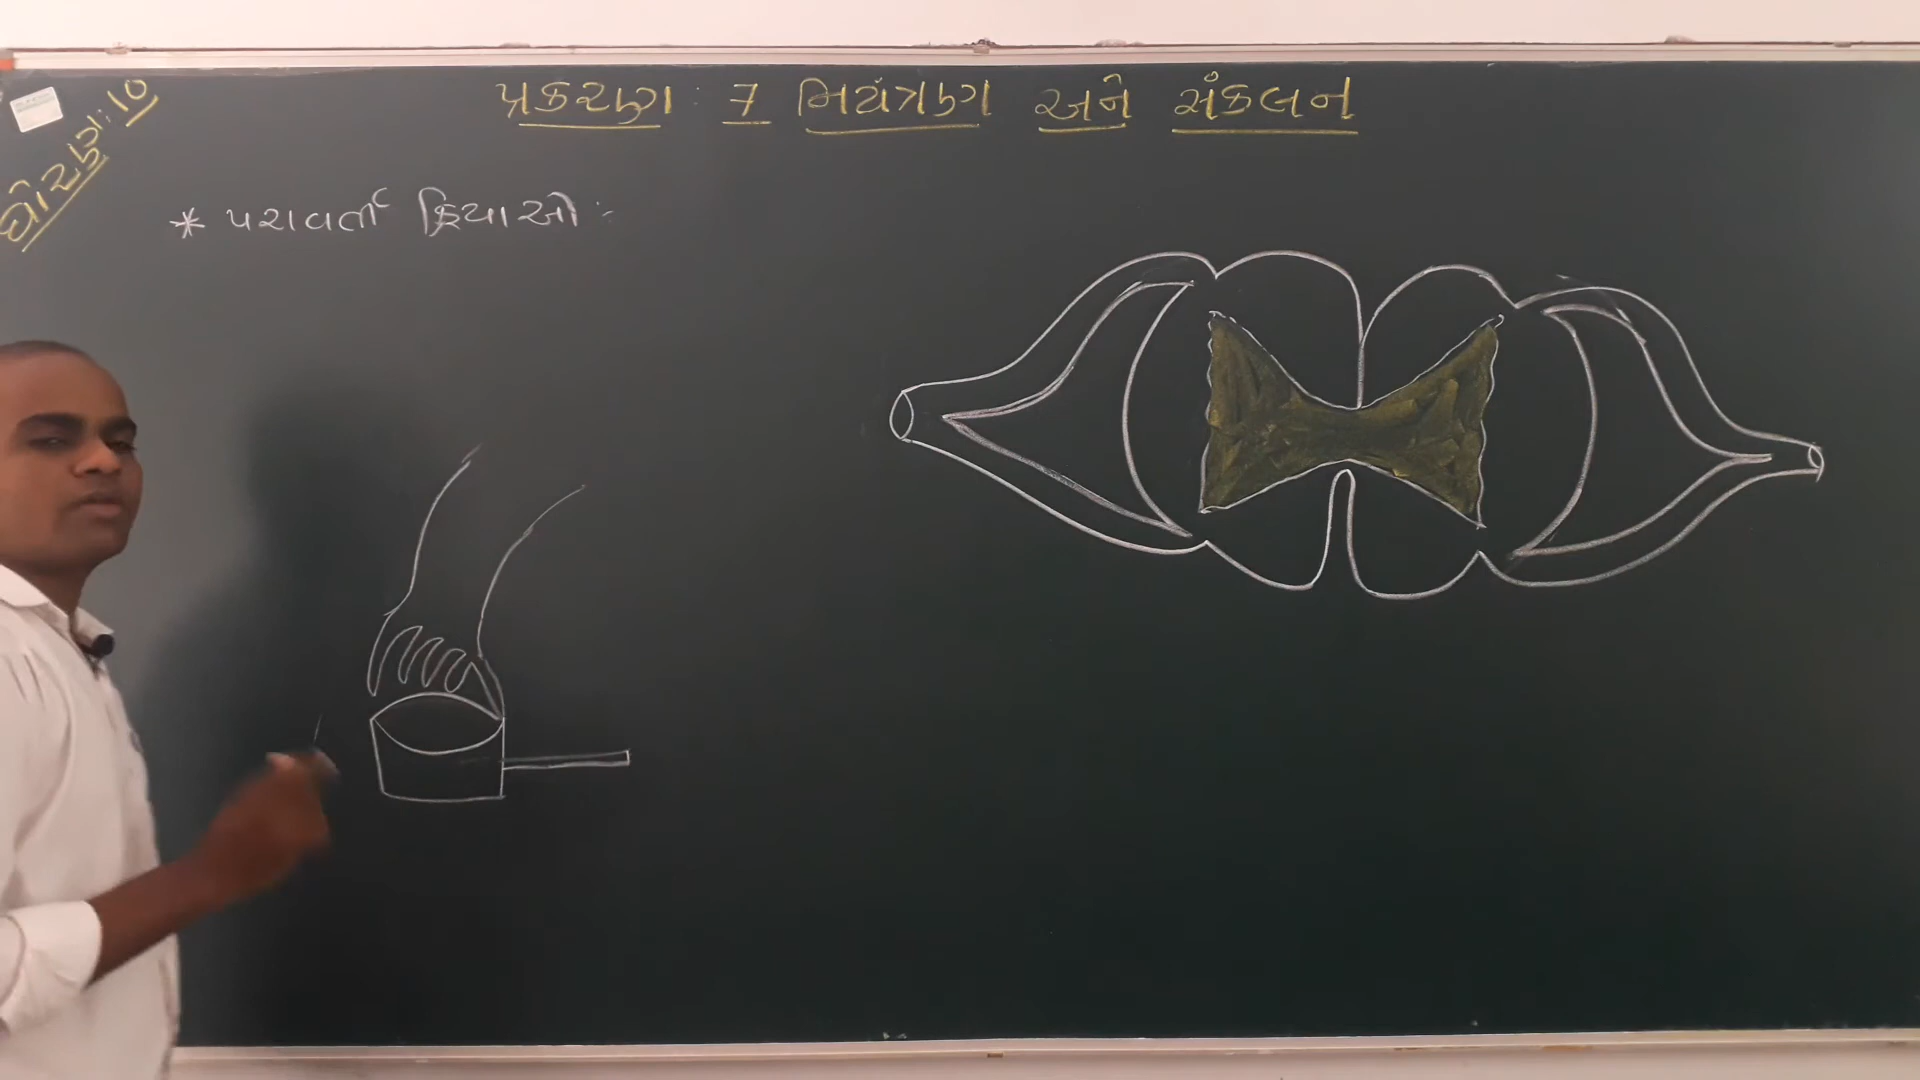 ધોરણ: 10
પ્રકરણ : 7 નિયંત્રણ અને સંકલન
* પરાવર્તી ક્રિયાઓ :-